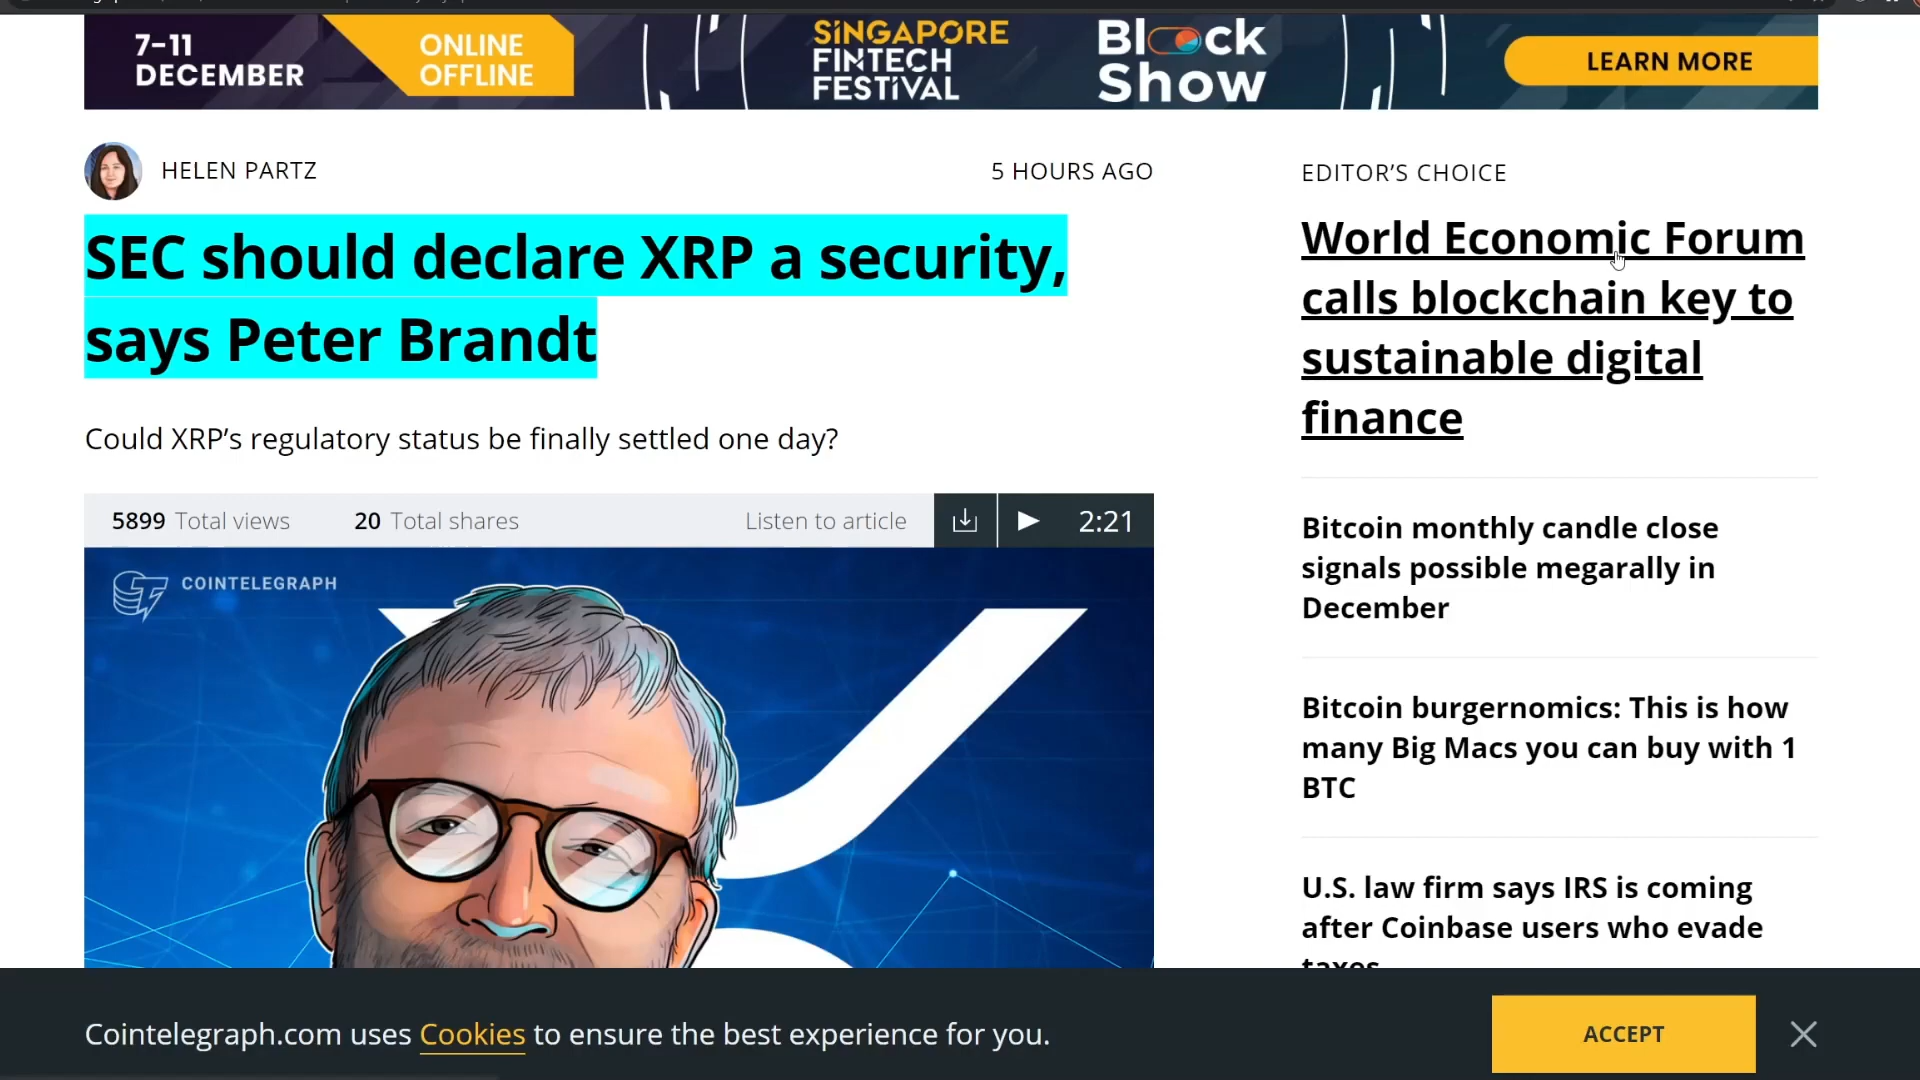 7-11
DECEMBER
ONLINE
OFFLINE
SiNGAPORE
FiNTECH
FESTiVAL
Block
Show
LEARN MORE
HELEN PARTZ
5 HOURS AGO
SEC should declare XRP a security,
says Peter Brandt
Could XRP’s regulatory status be finally settled one day?
5899 Total views
20 Total shares
Listen to article
2:21
COINTELEGRAPH
EDITOR’S CHOICE
World Economic Forum
calls blockchain key to
sustainable digital
finance
Bitcoin monthly candle close
signals possible megarally in
December
Bitcoin burgernomics: This is how
many Big Macs you can buy with 1
BTC
U.S. law firm says IRS is coming
after Coinbase users who evade
taxes
Cointelegraph.com uses Cookies to ensure the best experience for you.
ACCEPT